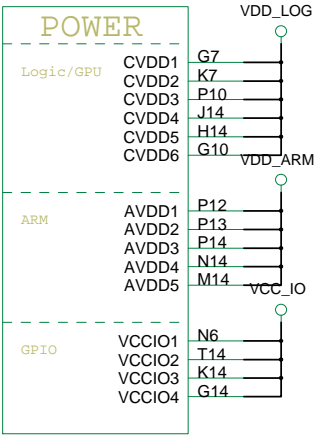 VDD_LOG
POWER
Logic/GPU
CVDD1 G7
CVDD2 K7
CVDD3 P10
CVDD4 J14
CVDD5 H14
CVDD6 G10
VDD_ARM
ARM
AVDD1 P12
AVDD2 P13
AVDD3 P14
AVDD4 N14
AVDD5 M14
VCC_IO
GPIO
VCCIO1 N6
VCCIO2 T14
VCCIO3 K14
VCCIO4 G14